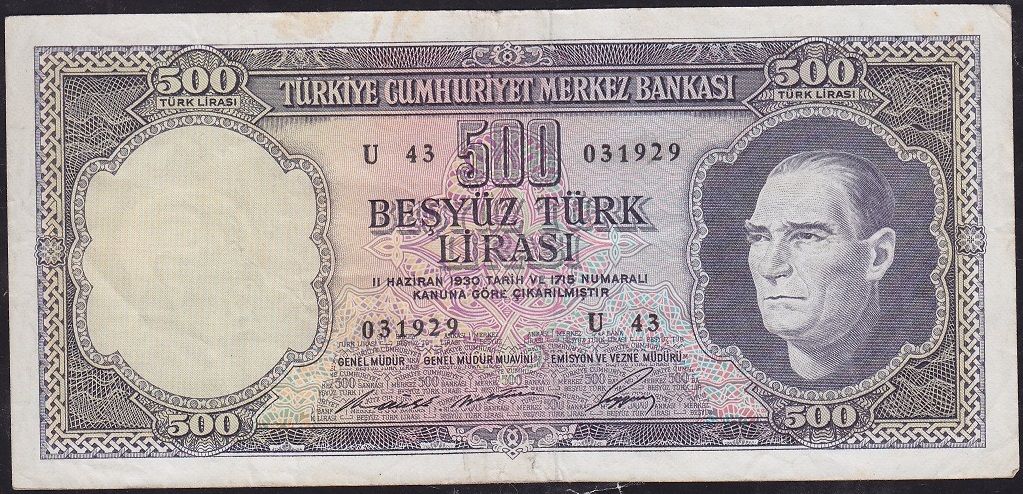 500
TÜRK LİRASI
TÜRKİYE CUMHURİYET MERKEZ BANKASI
500
TÜRK LİRASI
U 43
500
031929
BEŞYÜZ TÜRK
LİRASI
11 HAZİRAN 1930 TARİH VE 1715 NUMARALI
KANUNA GÖRE ÇIKARILMIŞTIR
031929
U 43
GENEL MÜDÜR
GENEL MÜDÜR MUAVİNİ
EMİSYON VE VEZNE MÜDÜRÜ
500
500